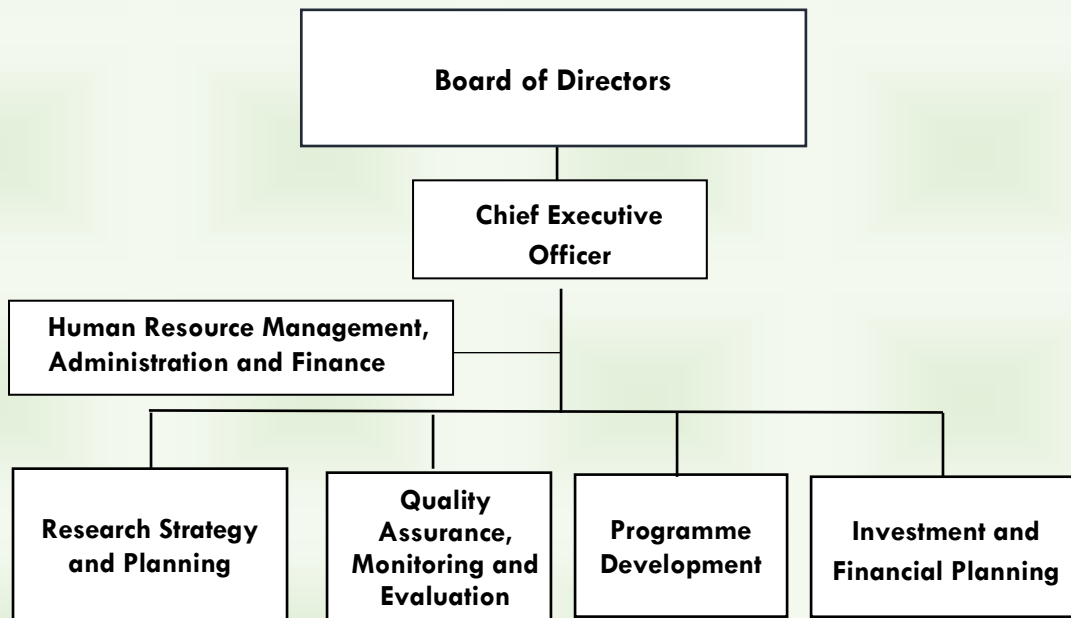 Board of Directors
Chief Executive
Officer
Human Resource Management,
Administration and Finance
Research Strategy
and Planning
Quality
Assurance,
Monitoring and
Evaluation
Programme
Development
Investment and
Financial Planning